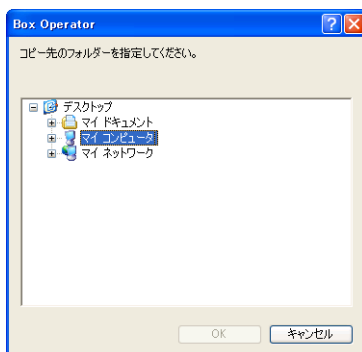 Box Operator
コピー先のフォルダーを指定してください。
デスクトップ
マイ ドキュメント
マイ コンピュータ
マイ ネットワーク
OK キャンセル